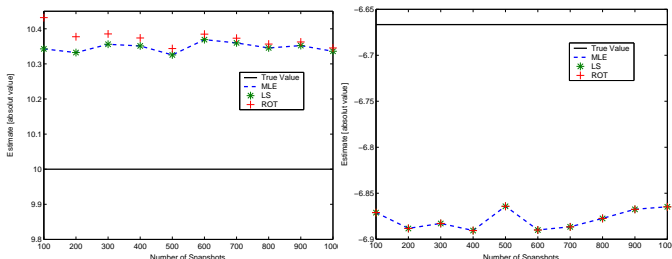 10.4
10.3
10.2
10.1
10
9.9
9.8
Estimate [absolut value]
True Value
MLE
LS
ROT
100 200 300 400 500 600 700 800 900 1000
Number of Snapshots
−6.65
−6.7
−6.75
−6.8
−6.85
−6.9
Estimate [absolut value]
True Value
MLE
LS
ROT
100 200 300 400 500 600 700 800 900 100
Number of Snapshots